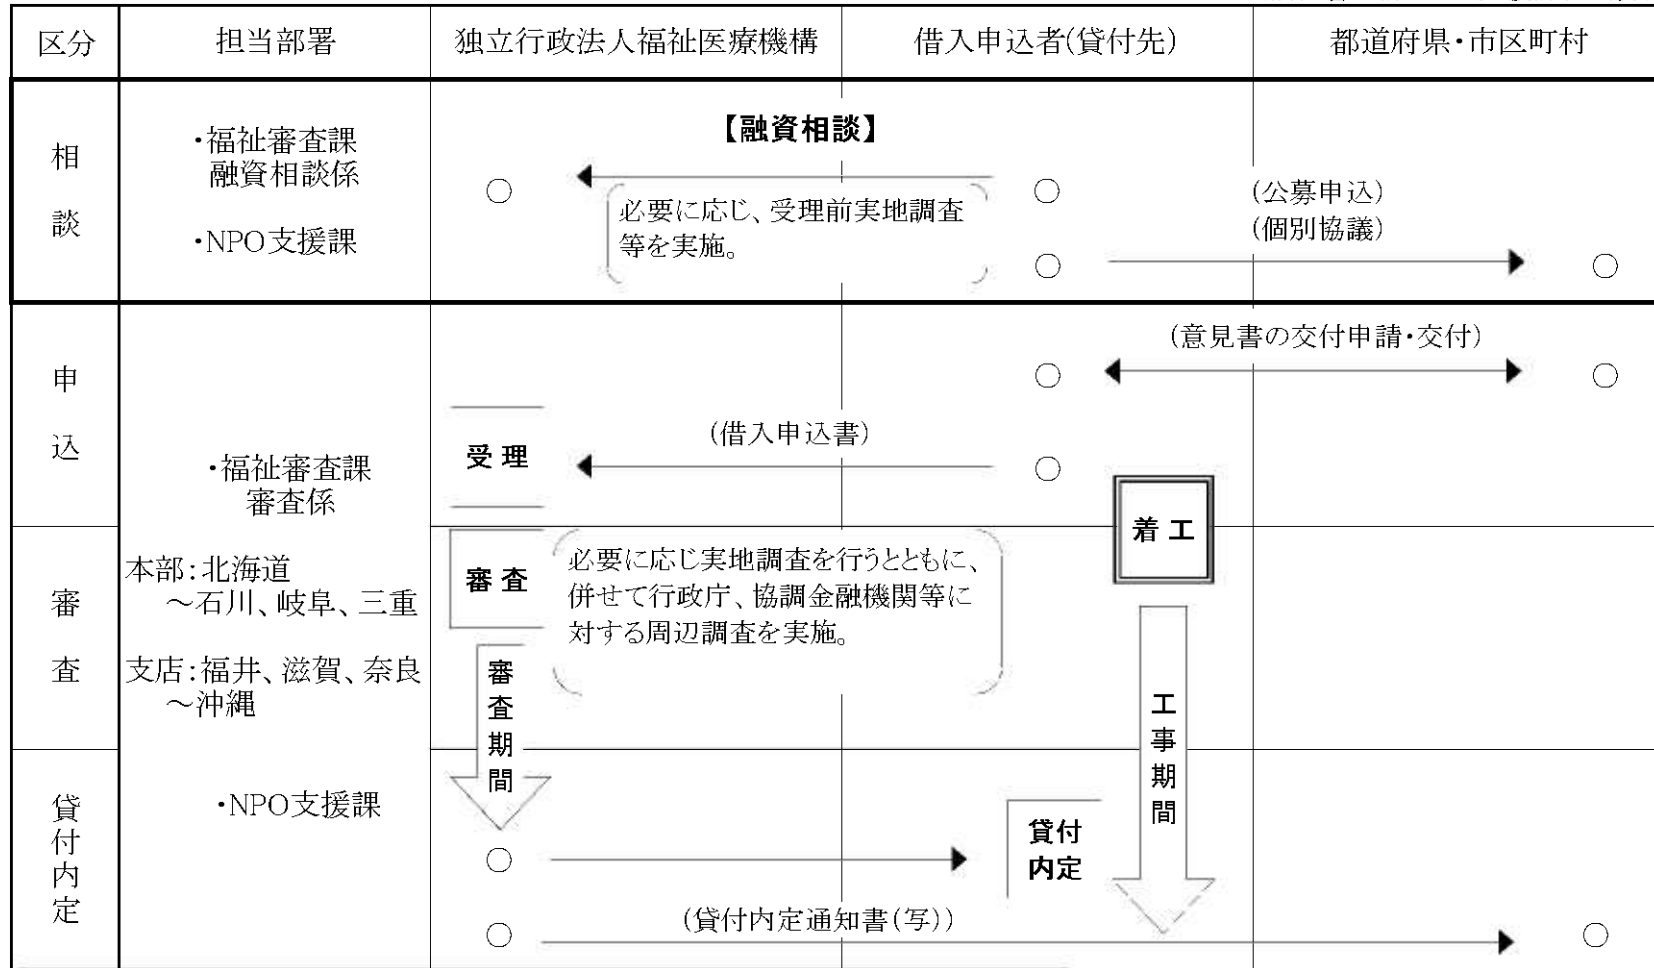 区分
担当部署
独立行政法人福祉医療機構
借入申込者(貸付先)
都道府県・市区町村
相談
・福祉審査課
融資相談係
・NPO支援課
【融資相談】
○
○
必要に応じ、受理前実地調査
等を実施。
(公募申込)
(個別協議)
○
○
申込
(意見書の交付申請・交付)
○
○
受理
(借入申込書)
○
・福祉審査課
審査係
着工
審査
本部:北海道
～石川、岐阜、三重
支店:福井、滋賀、奈良
～沖縄
審査
必要に応じ実地調査を行うとともに、
併せて行政庁、協調金融機関等に
対する周辺調査を実施。
審査期間
工事期間
貸付内定
・NPO支援課
○
貸付
内定
○
(貸付内定通知書(写))
○